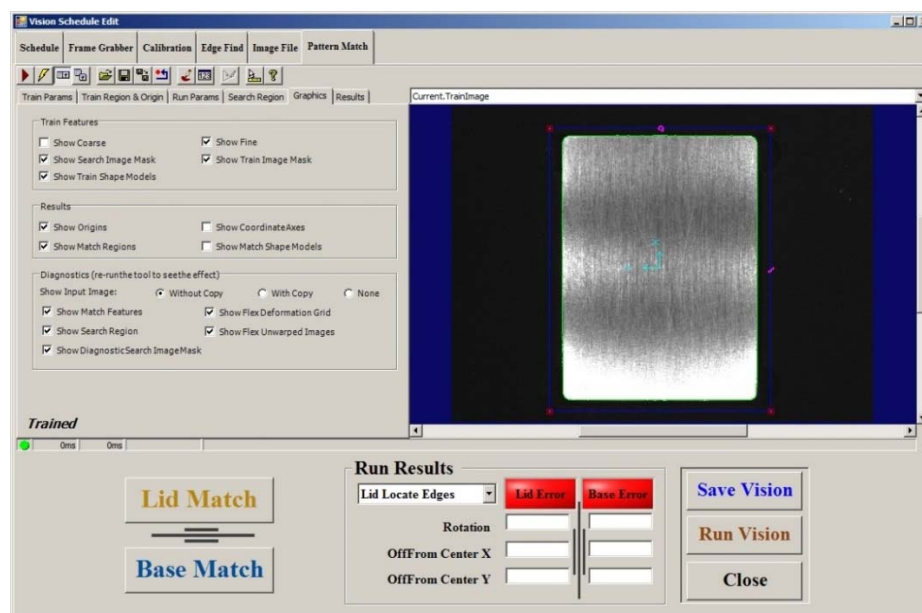 Vision Schedule Edit
Schedule Frame Grabber Calibration Edge Find Image File Pattern Match
Train Params Train Region & Origin Run Params Search Region Graphics Results
Current.TrainImage
Train Features
Show Coarse Show Fine
Show Search Image Mask Show Train Image Mask
Show Train Shape Models
Results
Show Origins Show CoordinateAxes
Show Match Regions Show Match Shape Models
Diagnostics (re-runthe tool to seethe effect)
Show Input Image: Without Copy With Copy None
Show Match Features Show Flex Deformation Grid
Show Search Region Show Flex Unwarped Images
Show DiagnosticSearch ImageMask
Trained
0ms 0ms
Lid Match
Base Match
Run Results
Lid Locate Edges Lid Error Base Error
Rotation
OffFrom Center X
OffFrom Center Y
Save Vision
Run Vision
Close